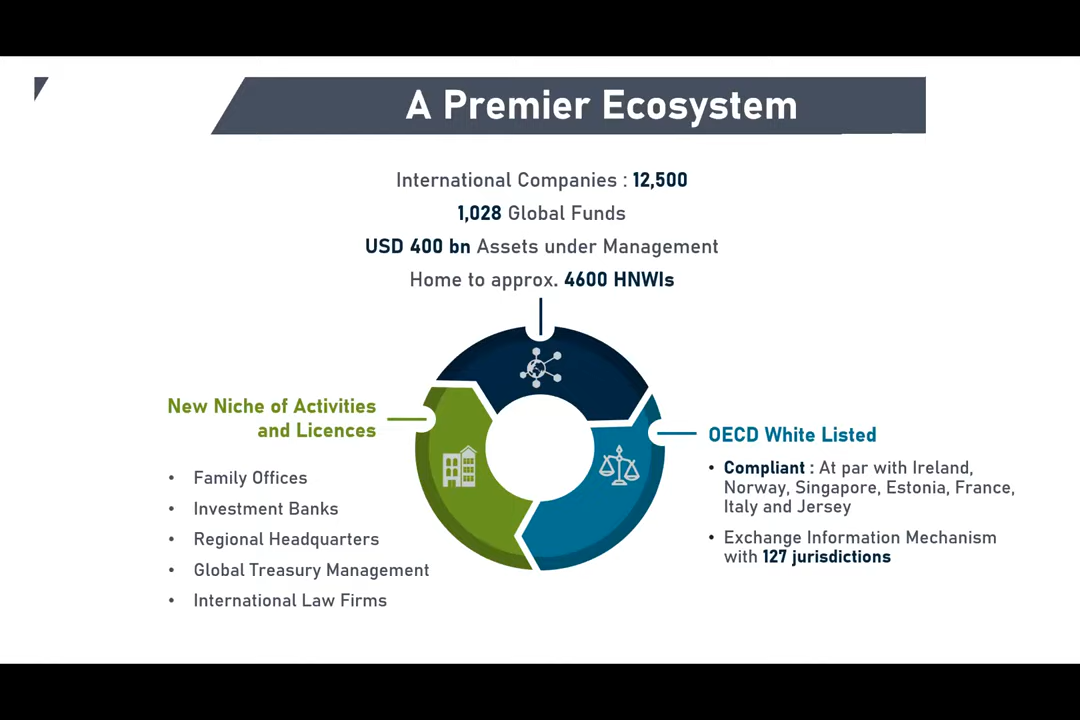 A Premier Ecosystem
International Companies : 12,500
1,028 Global Funds
USD 400 bn Assets under Management
Home to approx. 4600 HNWIs
New Niche of Activities
and Licences
• Family Offices
• Investment Banks
• Regional Headquarters
• Global Treasury Management
• International Law Firms
OECD White Listed
• Compliant : At par with Ireland,
Norway, Singapore, Estonia, France,
Italy and Jersey
• Exchange Information Mechanism
with 127 jurisdictions